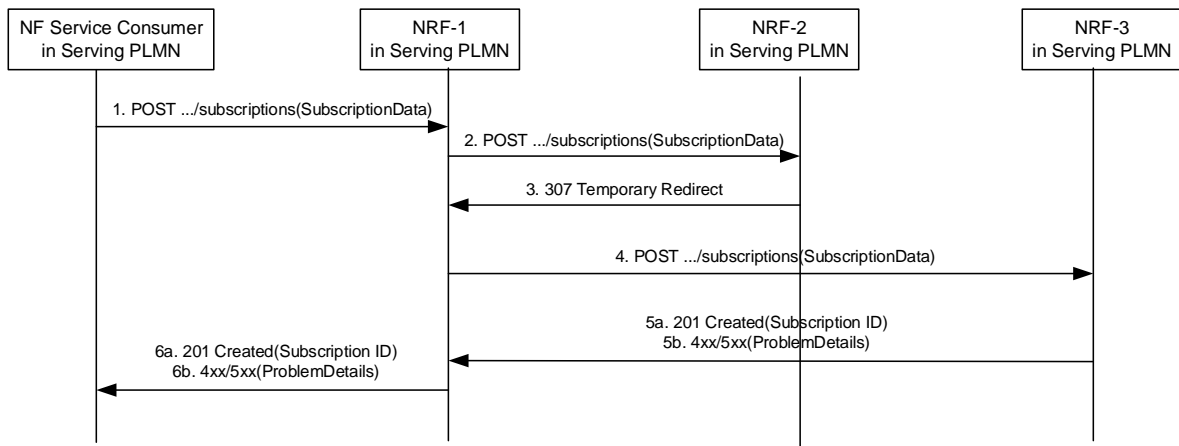 NF Service Consumer
in Serving PLMN
NRF-1
in Serving PLMN
NRF-2
in Serving PLMN
NRF-3
in Serving PLMN
1. POST .../subscriptions(SubscriptionData)
2. POST .../subscriptions(SubscriptionData)
3. 307 Temporary Redirect
4. POST .../subscriptions(SubscriptionData)
5a. 201 Created(Subscription ID)
5b. 4xx/5xx(ProblemDetails)
6a. 201 Created(Subscription ID)
6b. 4xx/5xx(ProblemDetails)